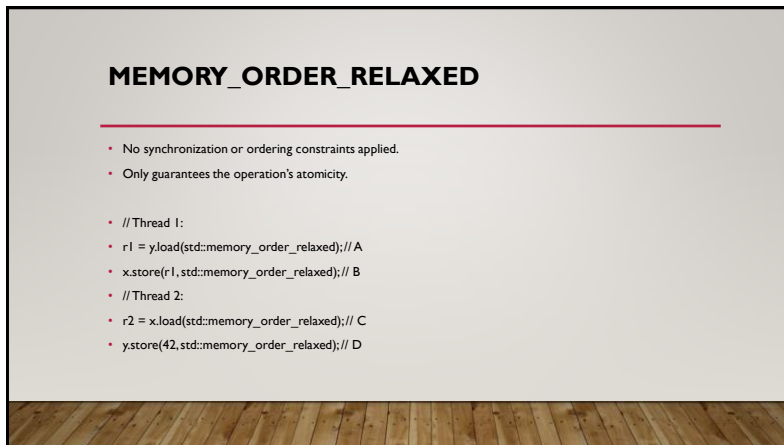 MEMORY_ORDER_RELAXED
• No synchronization or ordering constraints applied.
• Only guarantees the operation's atomicity.
• // Thread 1:
• r1 = y.load(std::memory_order_relaxed); // A
• x.store(r1, std::memory_order_relaxed); // B
• // Thread 2:
• r2 = x.load(std::memory_order_relaxed); // C
• y.store(42, std::memory_order_relaxed); // D